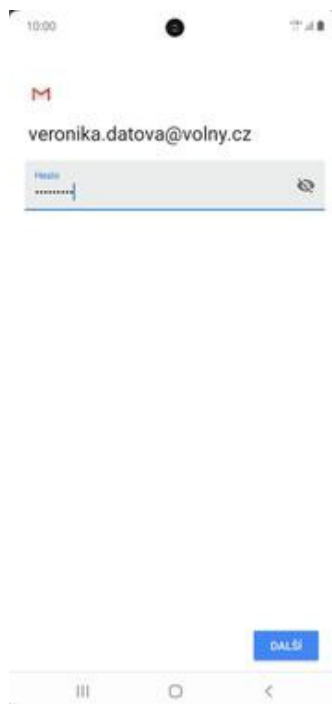 10:00
veronika.datova@volny.cz
Heslo
•••••••••
DALŠÍ